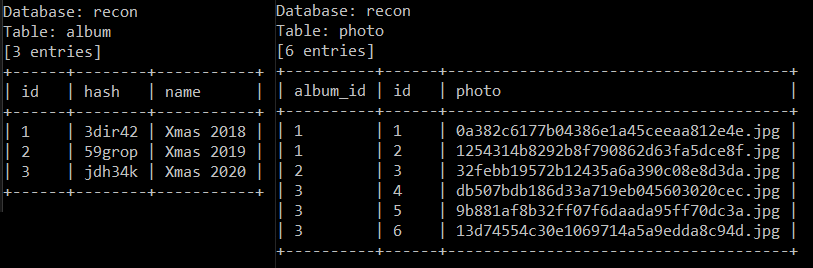 Database: recon
Table: album
[3 entries]
+------+--------+-----------+
| id   | hash   | name      |
+------+--------+-----------+
| 1    | 3dir42 | Xmas 2018 |
| 2    | 59grop | Xmas 2019 |
| 3    | jdh34k | Xmas 2020 |
+------+--------+-----------+
Database: recon
Table: photo
[6 entries]
+----------+------+--------------------------------------+
| album_id | id   | photo                                |
+----------+------+--------------------------------------+
| 1        | 1    | 0a382c6177b04386e1a45ceeaa812e4e.jpg |
| 1        | 2    | 1254314b8292b8f790862d63fa5dce8f.jpg |
| 2        | 3    | 32febb19572b12435a6a390c08e8d3da.jpg |
| 3        | 4    | db507bdb186d33a719eb045603020cec.jpg |
| 3        | 5    | 9b881af8b32ff07f6daada95ff70dc3a.jpg |
| 3        | 6    | 13d74554c30e1069714a5a9edda8c94d.jpg |
+----------+------+--------------------------------------+